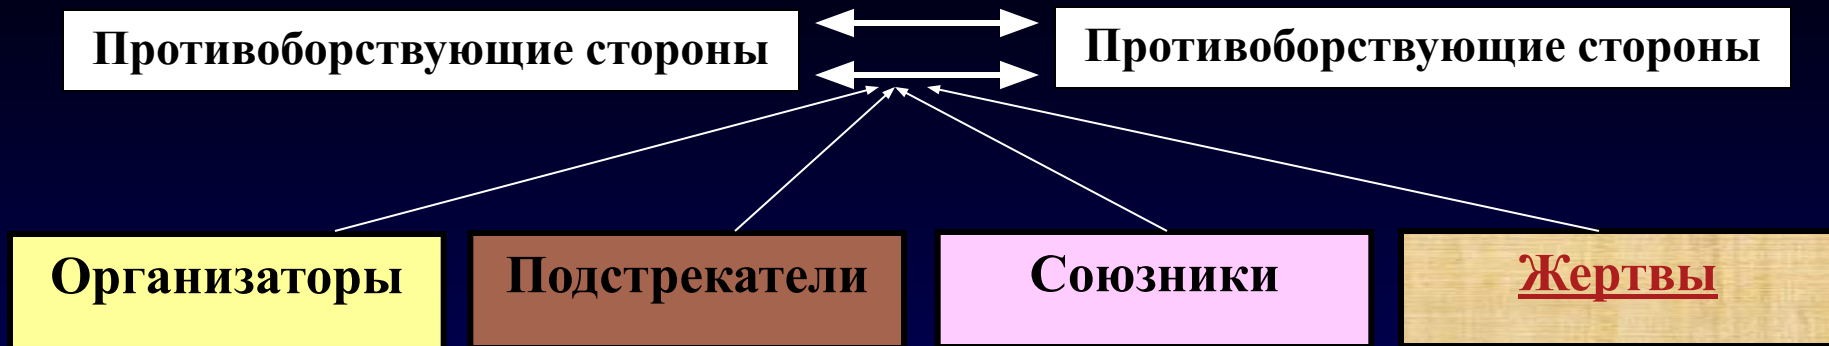 Противоборствующие стороны
Противоборствующие стороны
Организаторы
Подстрекатели
Союзники
Жертвы